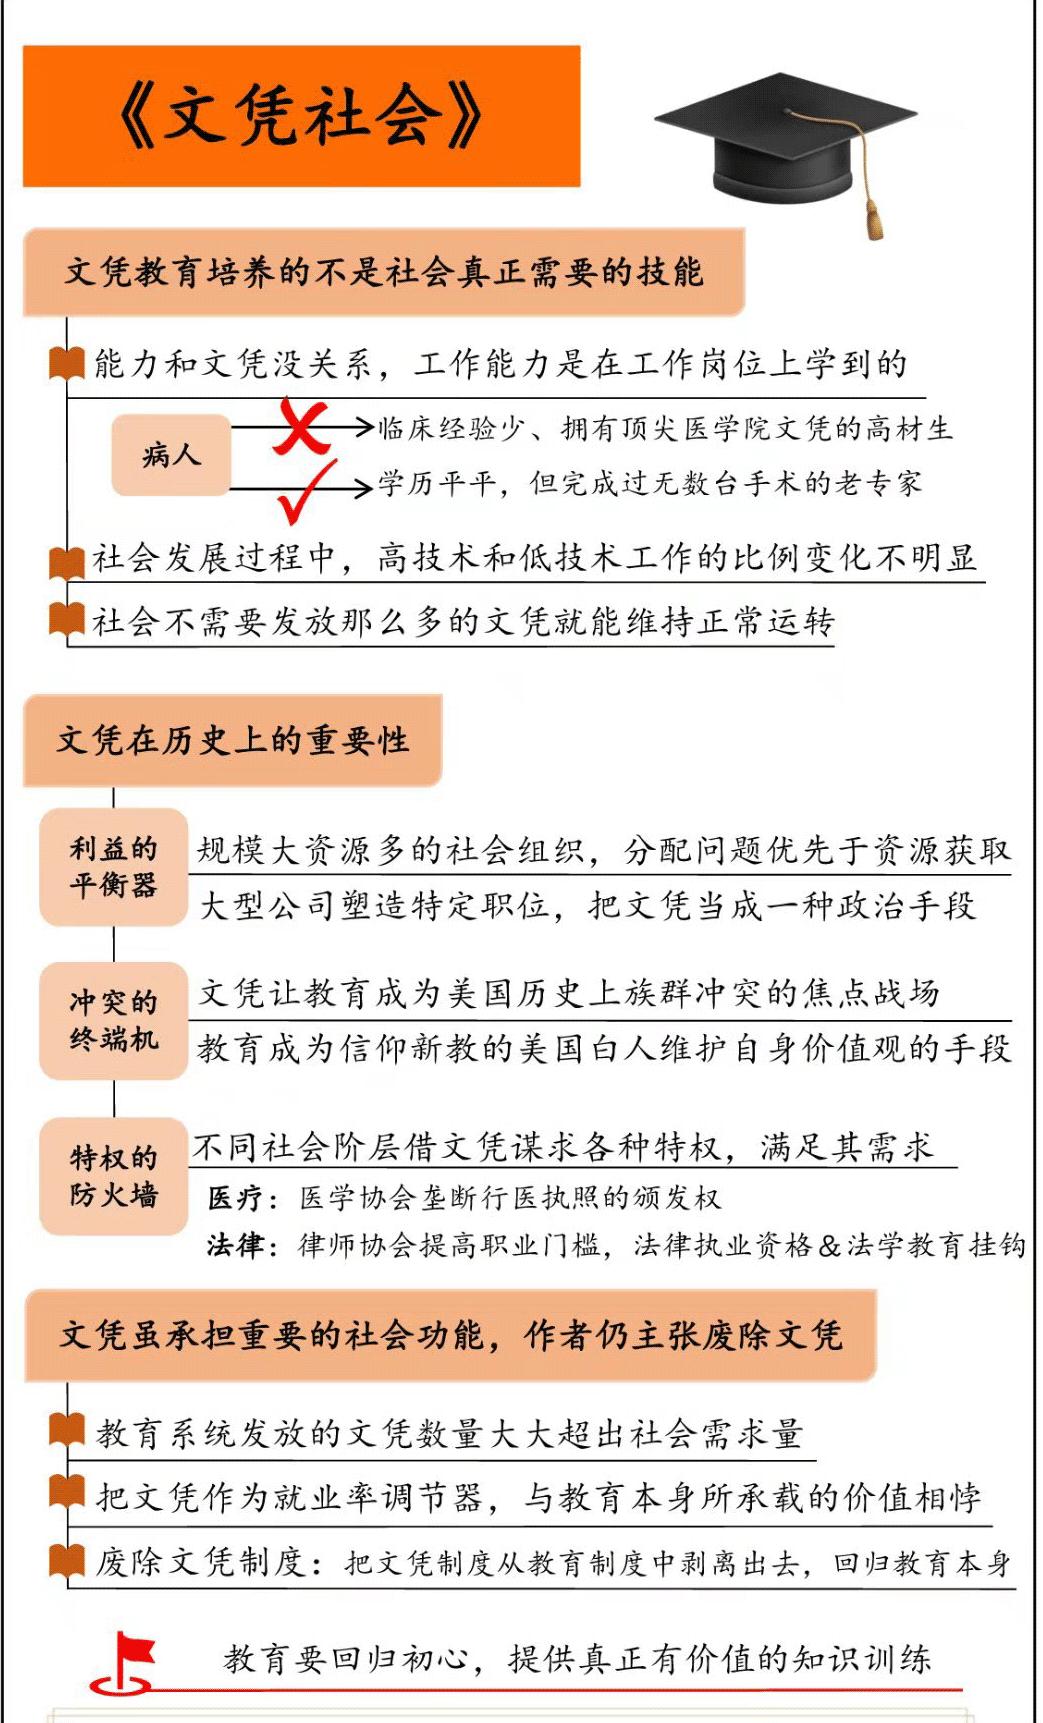 《文凭社会》
文凭教育培养的不是社会真正需要的技能
能力和文凭没关系，工作能力是在工作岗位上学到的
病人
临床经验少、拥有顶尖医学院文凭的高材生
学历平平，但完成过无数台手术的老专家
社会发展过程中，高技术和低技术工作的比例变化不明显
社会不需要发放那么多的文凭就能维持正常运转
文凭在历史上的重要性
利益的
平衡器
规模大资源多的社会组织，分配问题优先于资源获取
大型公司塑造特定职位，把文凭当成一种政治手段
冲突的
终端机
文凭让教育成为美国历史上族群冲突的焦点战场
教育成为信仰新教的美国白人维护自身价值观的手段
特权的
防火墙
不同社会阶层借文凭谋求各种特权，满足其需求
医疗：医学协会垄断行医执照的颁发权
法律：律师协会提高职业门槛，法律执业资格&法学教育挂钩
文凭虽承担重要的社会功能，作者仍主张废除文凭
教育系统发放的文凭数量大大超出社会需求量
把文凭作为就业率调节器，与教育本身所承载的价值相悖
废除文凭制度：把文凭制度从教育制度中剥离出去，回归教育本身
教育要回归初心，提供真正有价值的知识训练